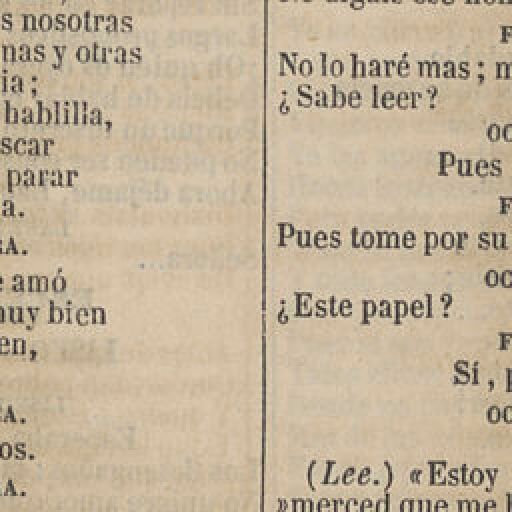 s nosotras
nas y otras
ia;
hablilla,
scar
parar
a.
RA.
e amó
muy bien
en,
A.
os.
A.
F
No lo haré mas; m
¿Sabe leer?
OC
Pues
F
Pues tome por su
OC
¿Este papel?
F
Sí, p
OC
(Lee.) «Estoy
»merced que me h